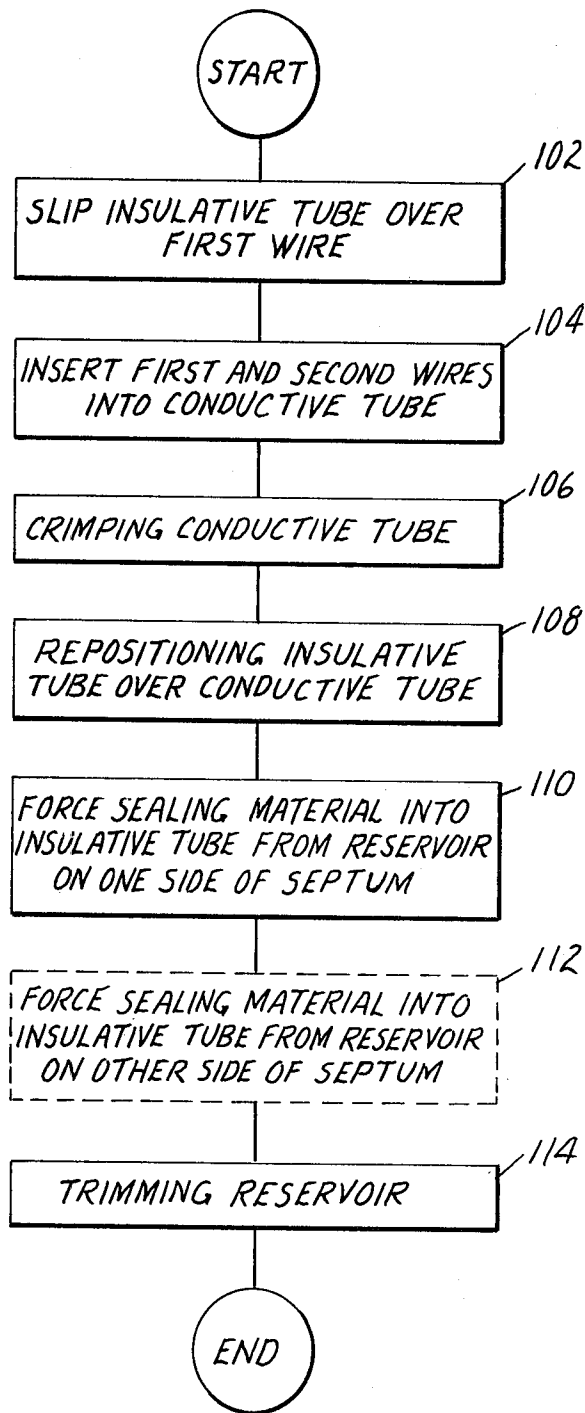 START
102
SLIP INSULATIVE TUBE OVER
FIRST WIRE
104
INSERT FIRST AND SECOND WIRES
INTO CONDUCTIVE TUBE
106
CRIMPING CONDUCTIVE TUBE
108
REPOSITIONING INSULATIVE
TUBE OVER CONDUCTIVE TUBE
110
FORCE SEALING MATERIAL INTO
INSULATIVE TUBE FROM RESERVOIR
ON ONE SIDE OF SEPTUM
112
FORCE SEALING MATERIAL INTO
INSULATIVE TUBE FROM RESERVOIR
ON OTHER SIDE OF SEPTUM
114
TRIMMING RESERVOIR
END